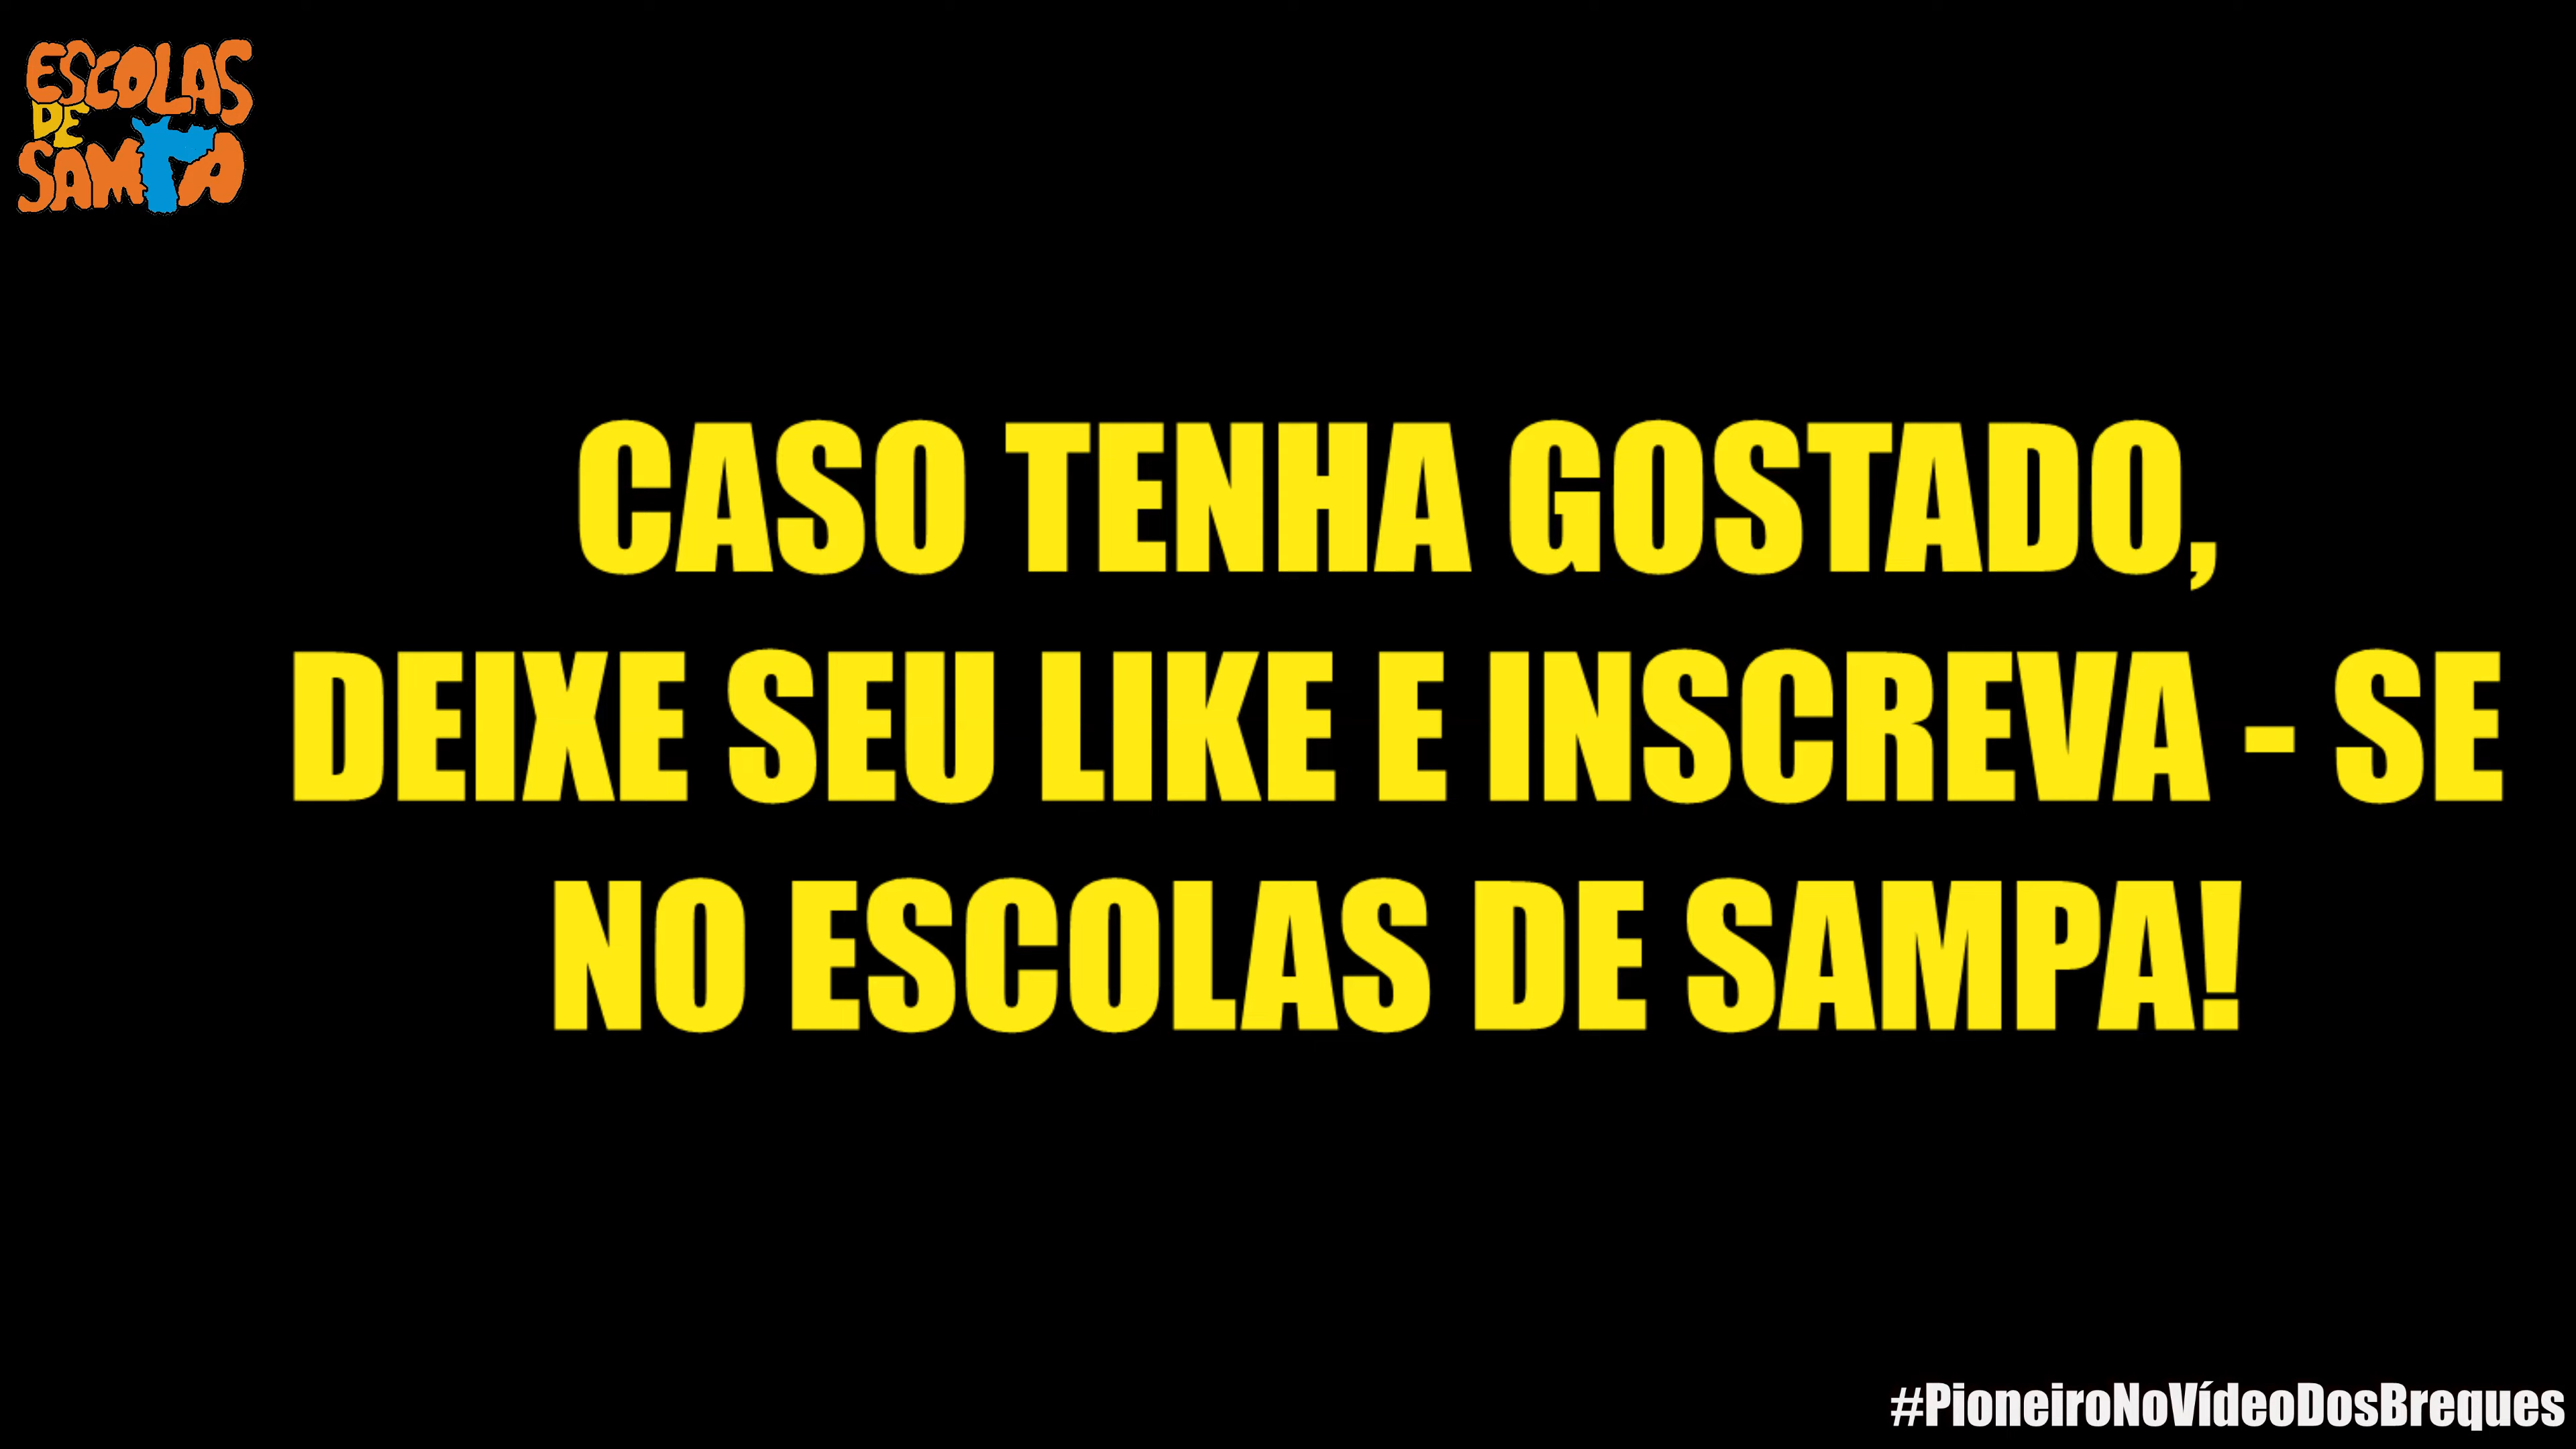 ESCOLAS
DE
SAMPA
CASO TENHA GOSTADO,
DEIXE SEU LIKE E INSCREVA - SE
NO ESCOLAS DE SAMPA!
#PioneiroNoVídeoDosBreques